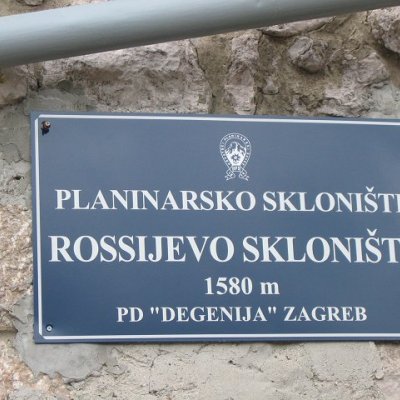 PLANINARSKO SKLONIŠT
ROSSIJEVO SKLONIŠT
1580 m
PD "DEGENIJA" ZAGREB